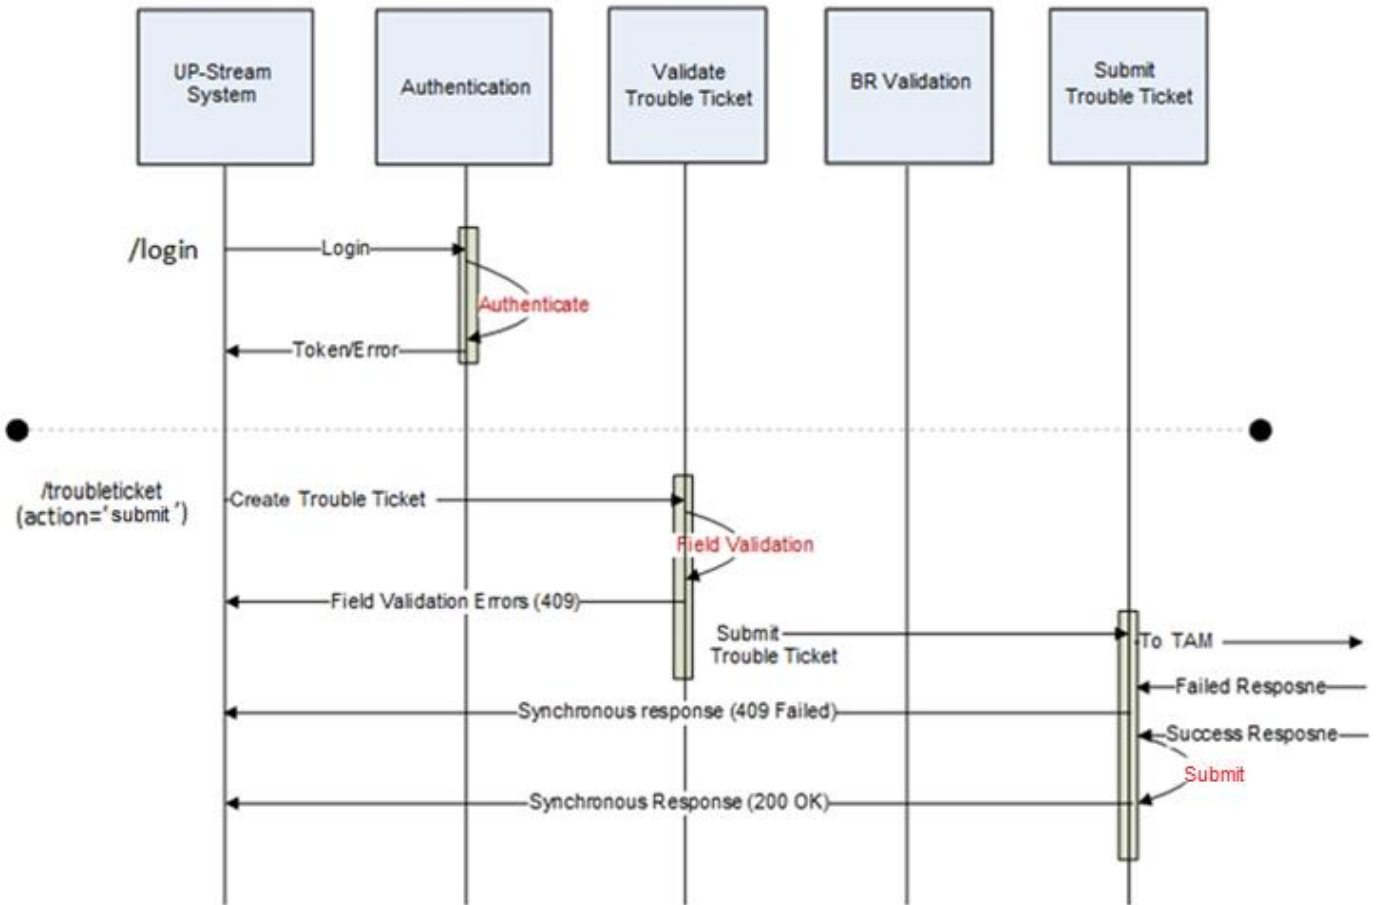 UP-Stream
System
Authentication
Validate
Trouble Ticket
BR Validation
Submit
Trouble Ticket
/login
Login
Authenticate
Token/Error
/troubleticket
(action='submit')
Create Trouble Ticket
Field Validation
Field Validation Errors (409)
Submit
Trouble Ticket
To TAM
Failed Resposne
Synchronous response (409 Failed)
Success Resposne
Submit
Synchronous Response (200 OK)